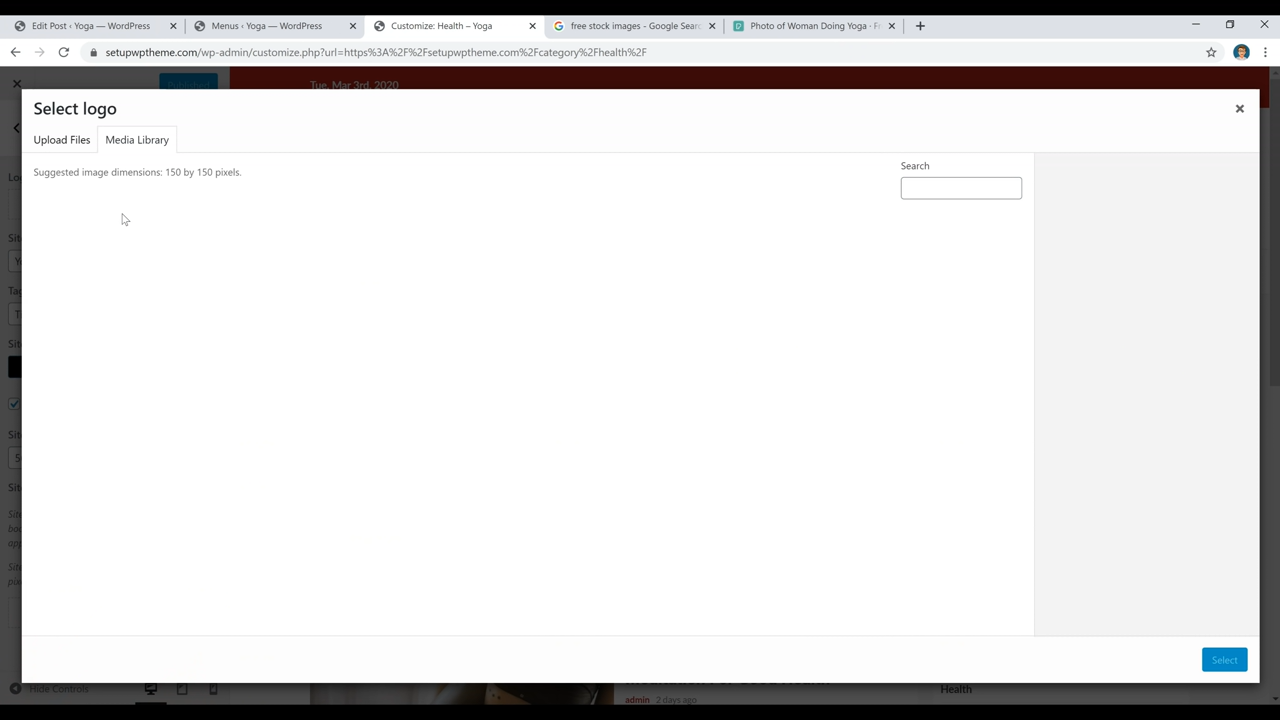 Edit Post ‹ Yoga — WordPress
Menus ‹ Yoga — WordPress
Customize: Health – Yoga
free stock images - Google Sear
Photo of Woman Doing Yoga · Fr
setupwptheme.com/wp-admin/customize.php?url=https%3A%2F%2Fsetupwptheme.com%2Fcategory%2Fhealth%2F
Published
Tue, Mar 3rd, 2020
Select logo
Upload Files
Media Library
Suggested image dimensions: 150 by 150 pixels.
Search
Select
Hide Controls
admin 2 days ago
Health